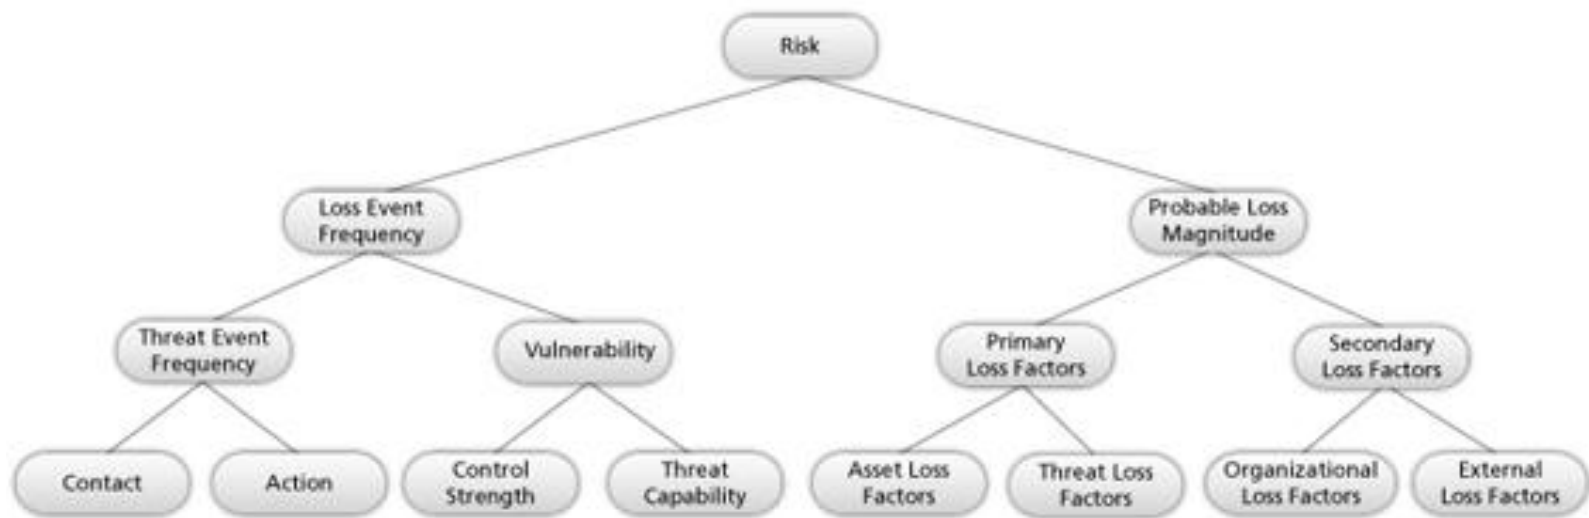 Risk
Loss Event
Frequency
Probable Loss
Magnitude
Threat Event
Frequency
Vulnerability
Primary
Loss Factors
Secondary
Loss Factors
Contact
Action
Control
Strength
Threat
Capability
Asset Loss
Factors
Threat Loss
Factors
Organizational
Loss Factors
External
Loss Factors